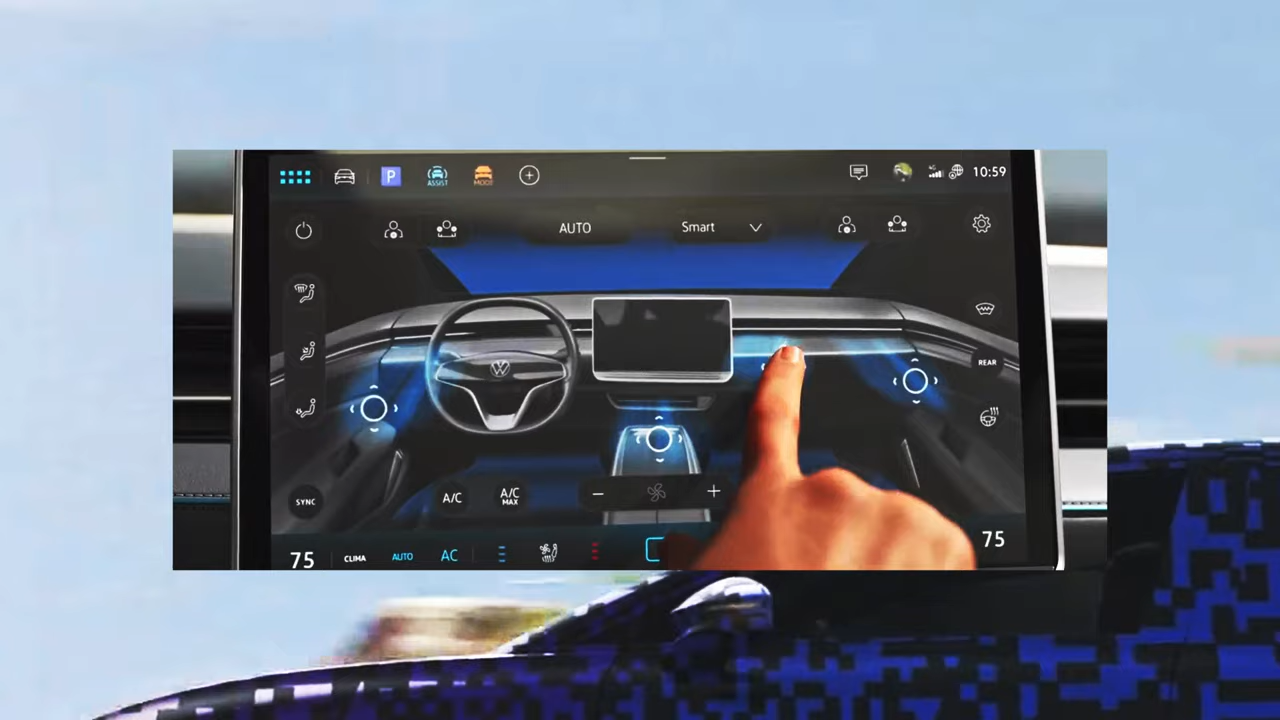 P ASSIST MODE 10:59
AUTO Smart
REAR
SYNC A/C A/C MAX − +
75 CLIMA AUTO AC 75